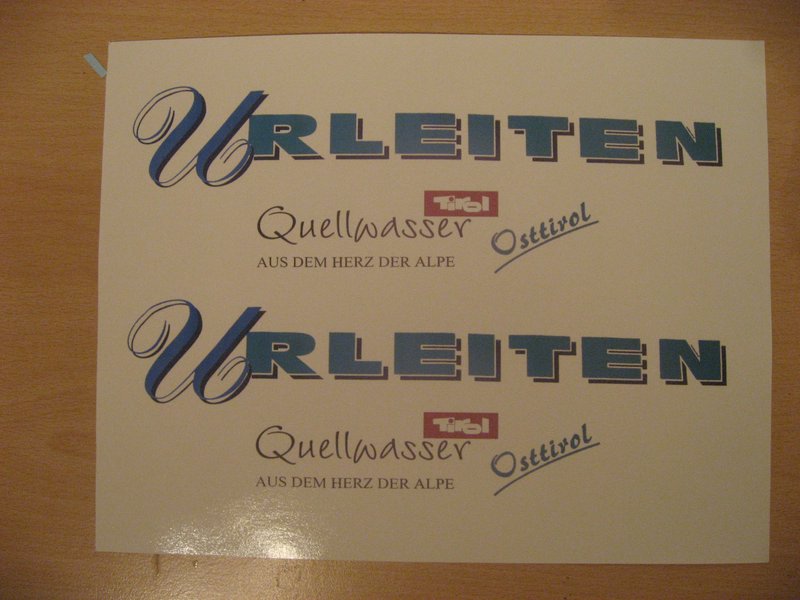 URLEITEN
Tirol
Quellwasser Osttirol
AUS DEM HERZ DER ALPE
URLEITEN
Tirol
Quellwasser Osttirol
AUS DEM HERZ DER ALPE